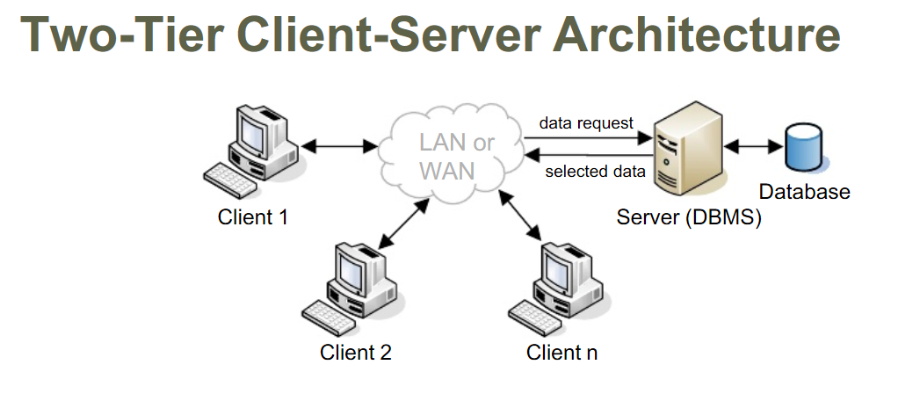 Two-Tier Client-Server Architecture
LAN or
WAN
data request
selected data
Database
Client 1
Server (DBMS)
Client 2
Client n